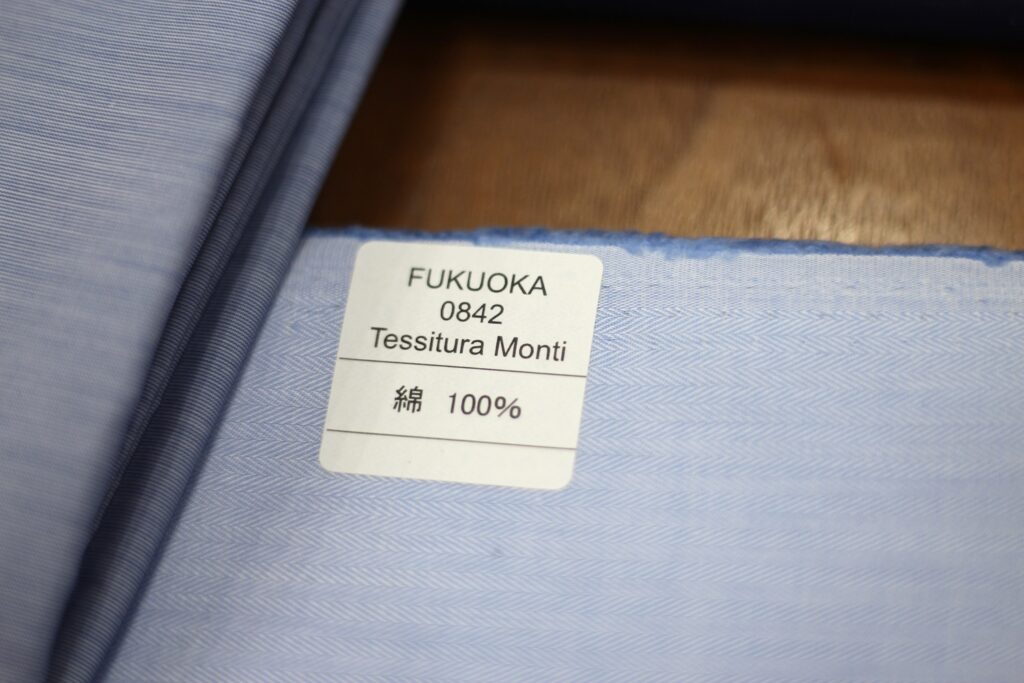 FUKUOKA
0842
Tessitura Monti
綿 100%